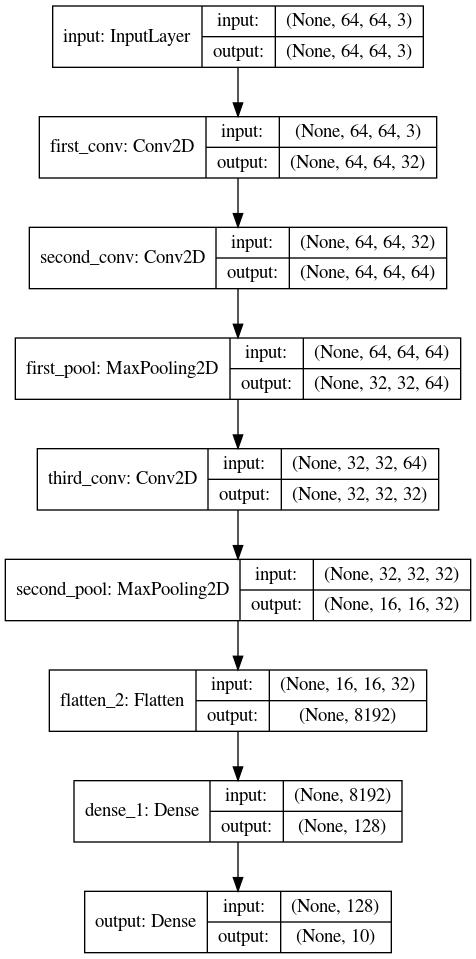 input: InputLayer
input:
(None, 64, 64, 3)
output:
(None, 64, 64, 3)
first_conv: Conv2D
input:
(None, 64, 64, 3)
output:
(None, 64, 64, 32)
second_conv: Conv2D
input:
(None, 64, 64, 32)
output:
(None, 64, 64, 64)
first_pool: MaxPooling2D
input:
(None, 64, 64, 64)
output:
(None, 32, 32, 64)
third_conv: Conv2D
input:
(None, 32, 32, 64)
output:
(None, 32, 32, 32)
second_pool: MaxPooling2D
input:
(None, 32, 32, 32)
output:
(None, 16, 16, 32)
flatten_2: Flatten
input:
(None, 16, 16, 32)
output:
(None, 8192)
dense_1: Dense
input:
(None, 8192)
output:
(None, 128)
output: Dense
input:
(None, 128)
output:
(None, 10)